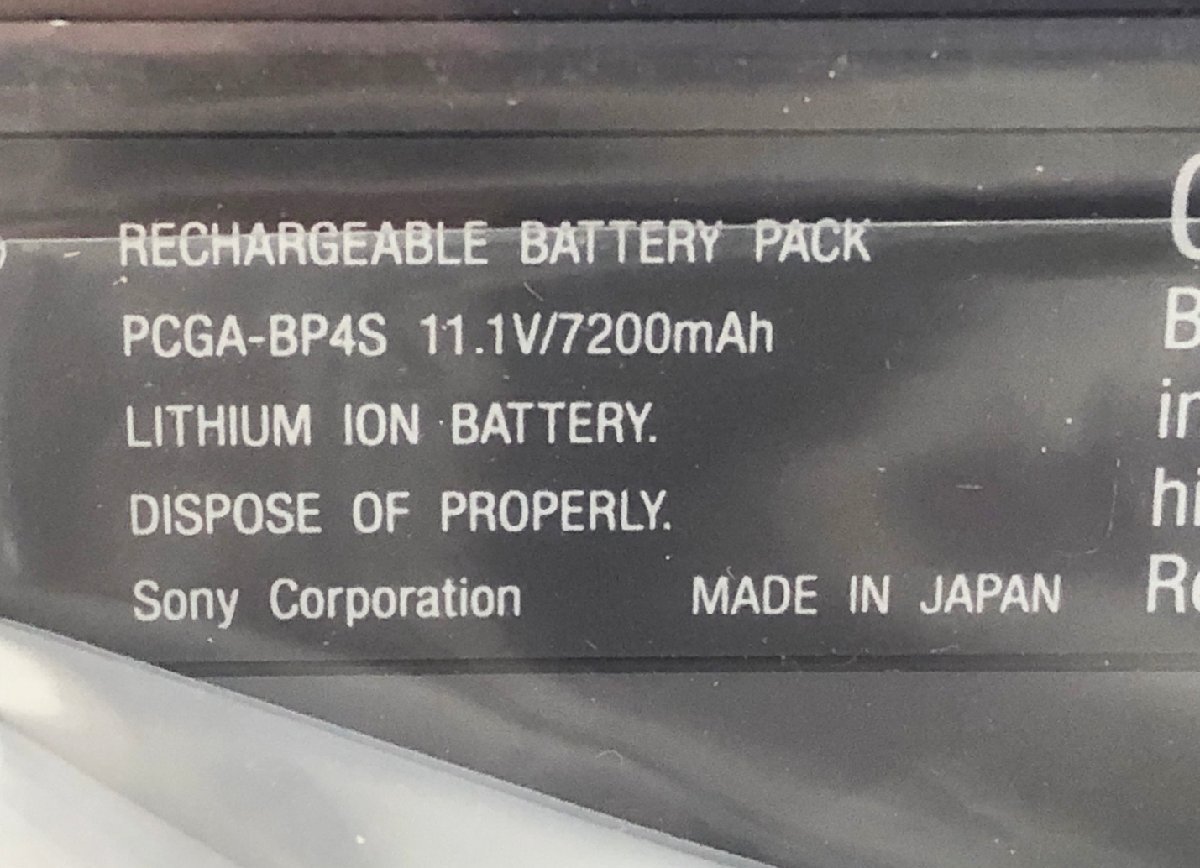 RECHARGEABLE BATTERY PACK
PCGA-BP4S 11.1V/7200mAh
LITHIUM ION BATTERY.
DISPOSE OF PROPERLY.
Sony Corporation MADE IN JAPAN